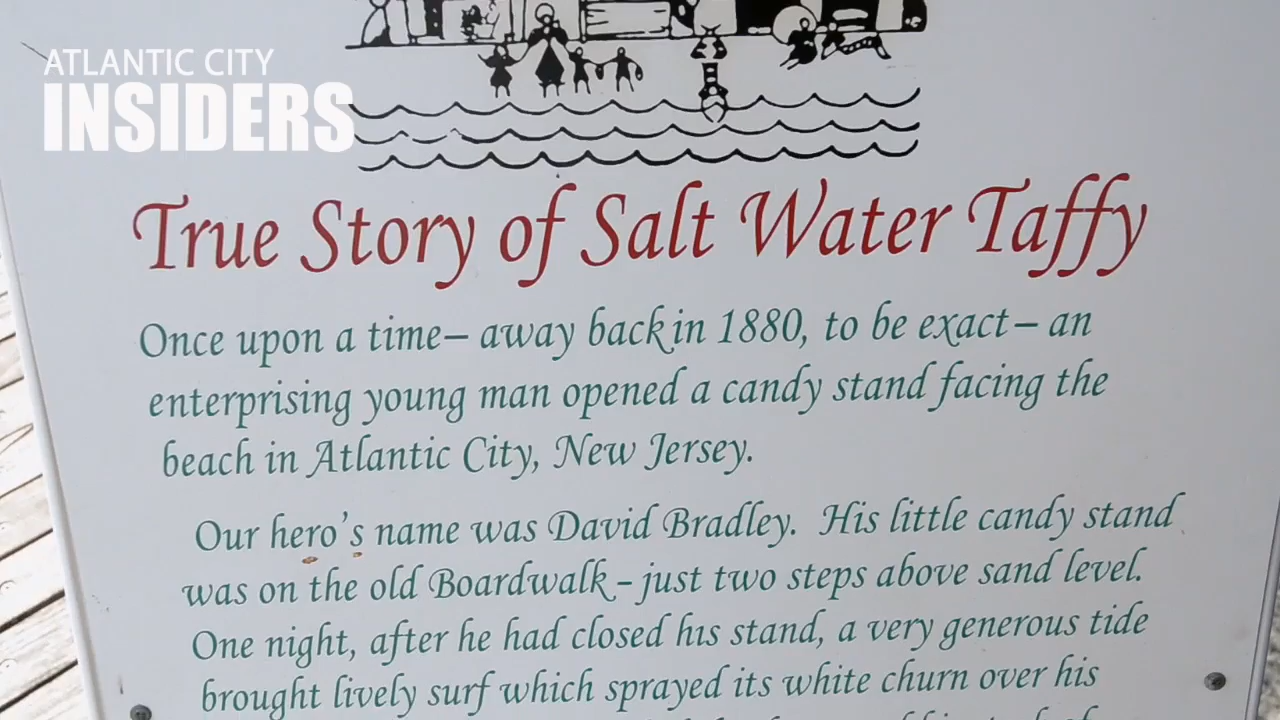 ATLANTIC CITY
INSIDERS
True Story of Salt Water Taffy
Once upon a time– away back in 1880, to be exact– an
enterprising young man opened a candy stand facing the
beach in Atlantic City, New Jersey.
Our hero's name was David Bradley. His little candy stand
was on the old Boardwalk–just two steps above sand level.
One night, after he had closed his stand, a very generous tide
brought lively surf which sprayed its white churn over his